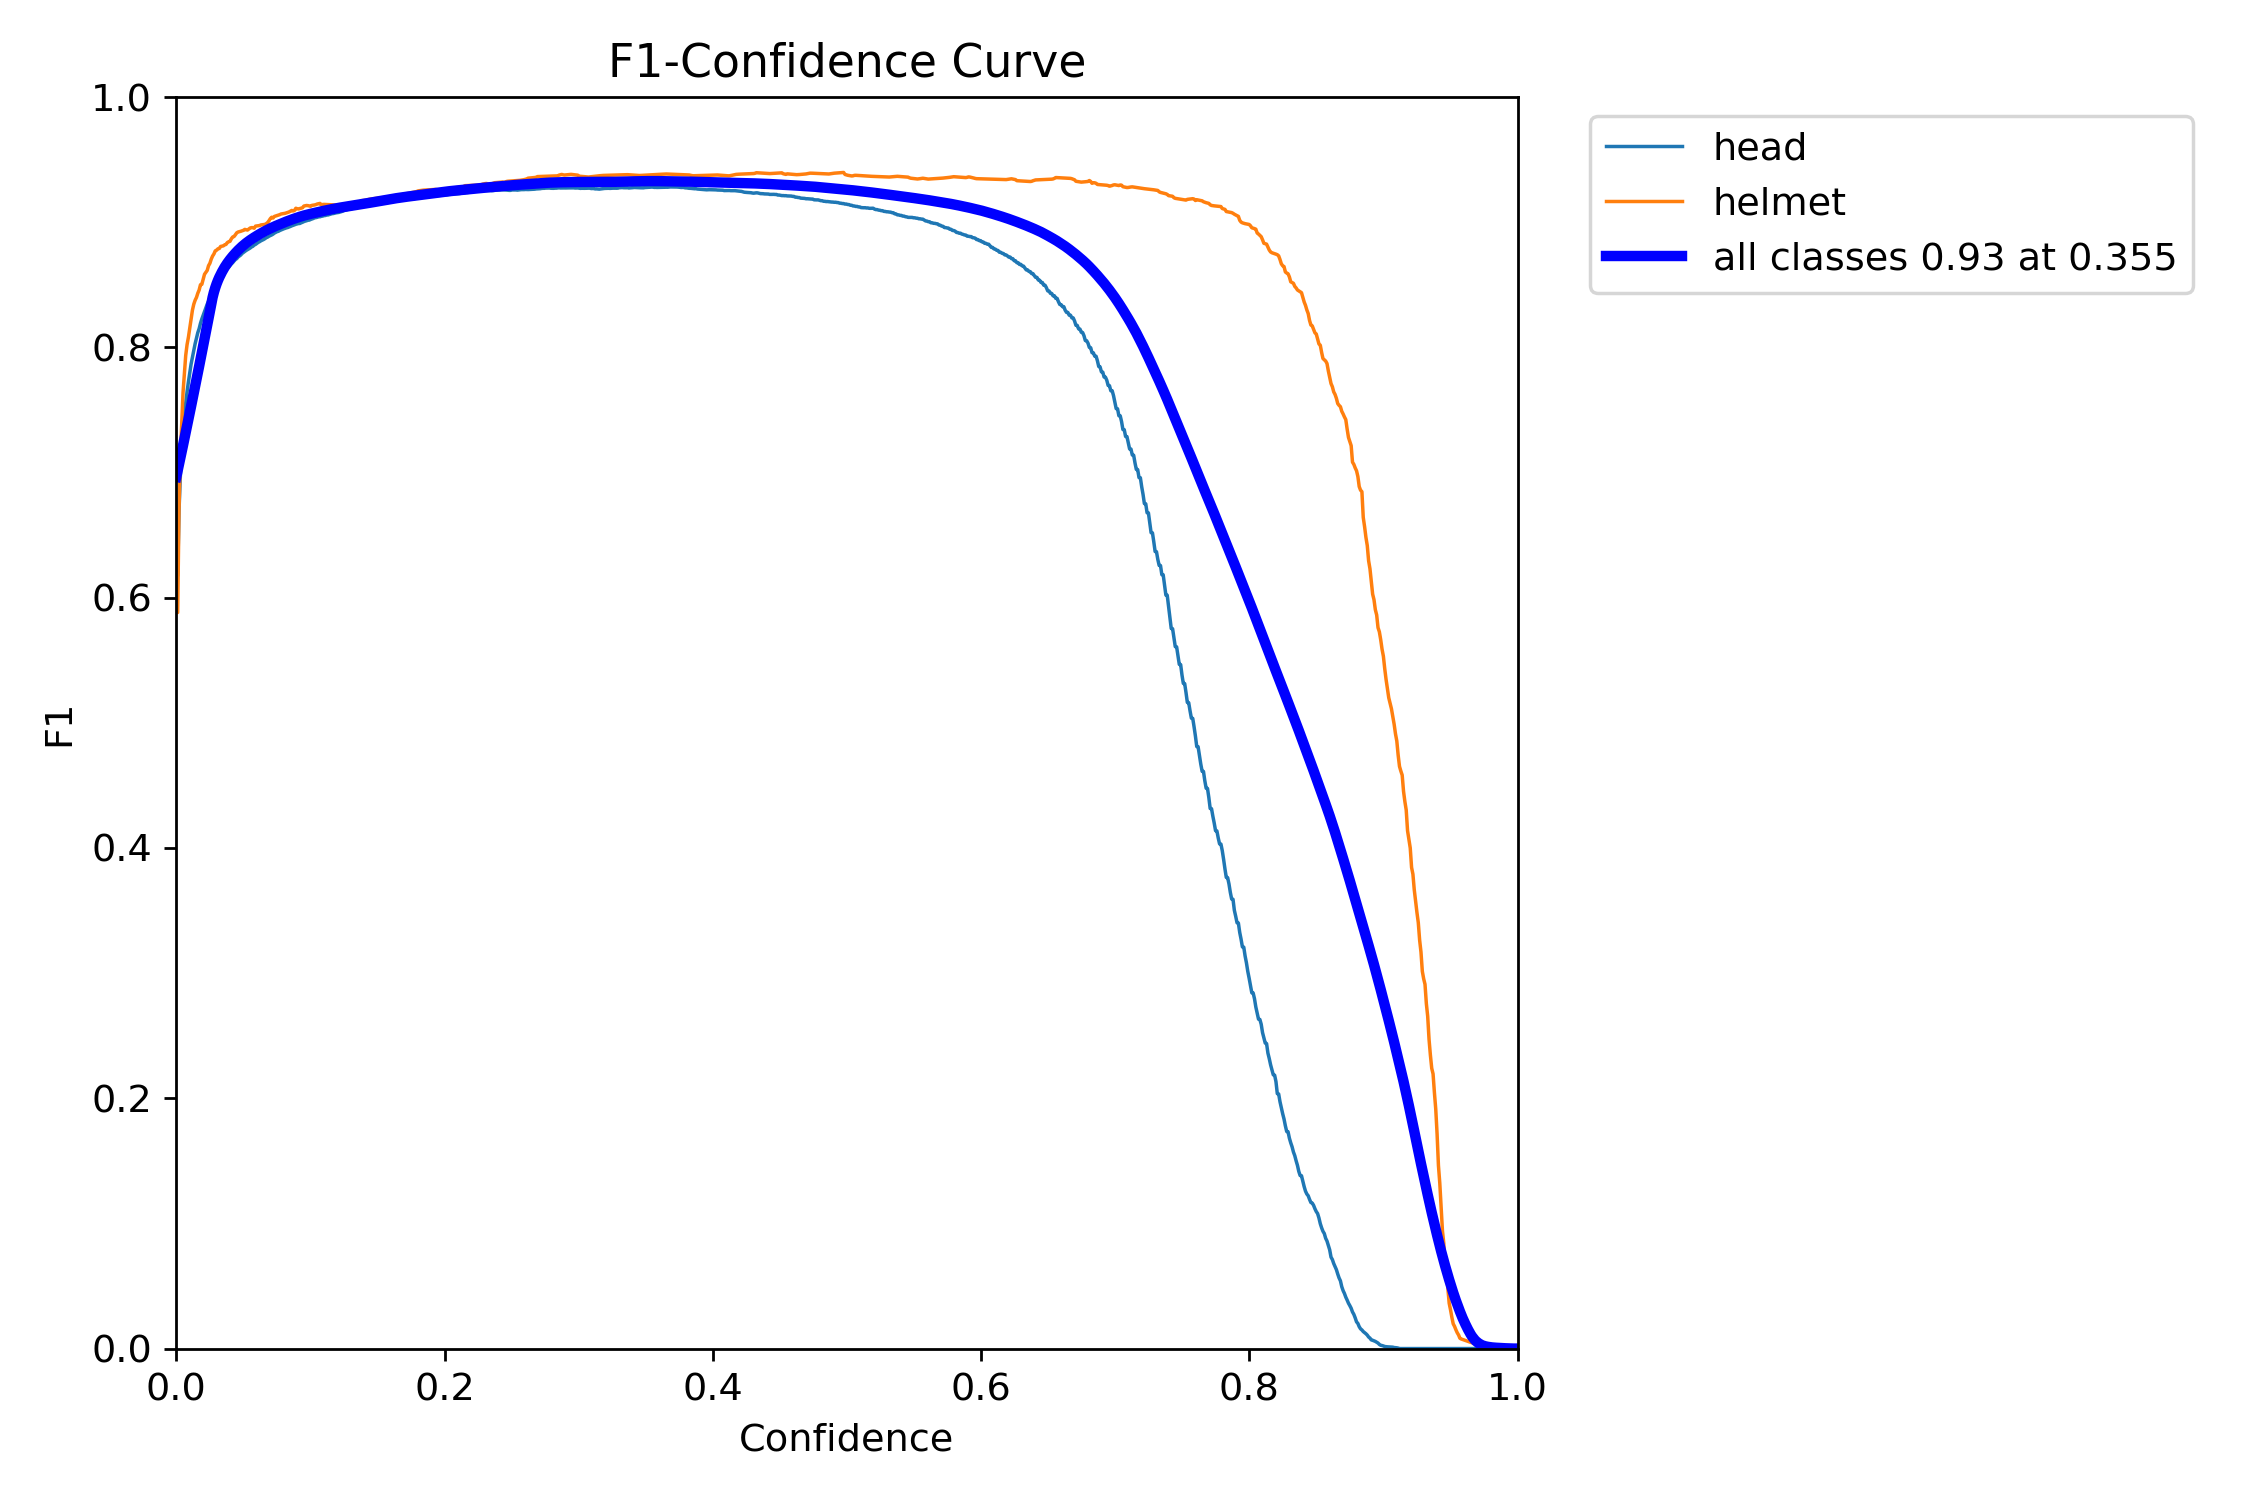 F1-Confidence Curve
1.0
0.8
0.6
0.4
0.2
0.0
F1
0.0 0.2 0.4 0.6 0.8 1.0
Confidence
head
helmet
all classes 0.93 at 0.355